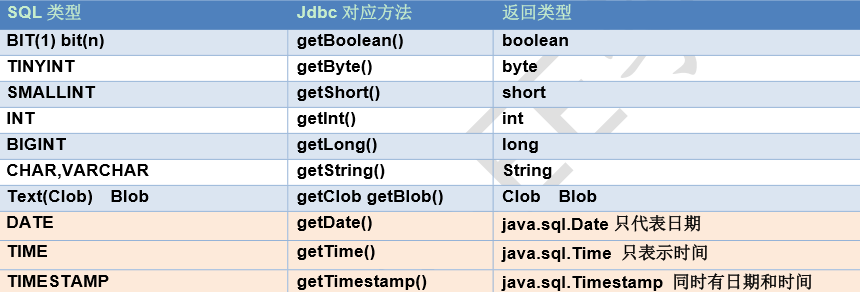 SQL 类型 Jdbc 对应方法 返回类型
BIT(1) bit(n) getBoolean() boolean
TINYINT getByte() byte
SMALLINT getShort() short
INT getInt() int
BIGINT getLong() long
CHAR,VARCHAR getString() String
Text(Clob) Blob getClob getBlob() Clob Blob
DATE getDate() java.sql.Date 只代表日期
TIME getTime() java.sql.Time 只表示时间
TIMESTAMP getTimestamp() java.sql.Timestamp 同时有日期和时间